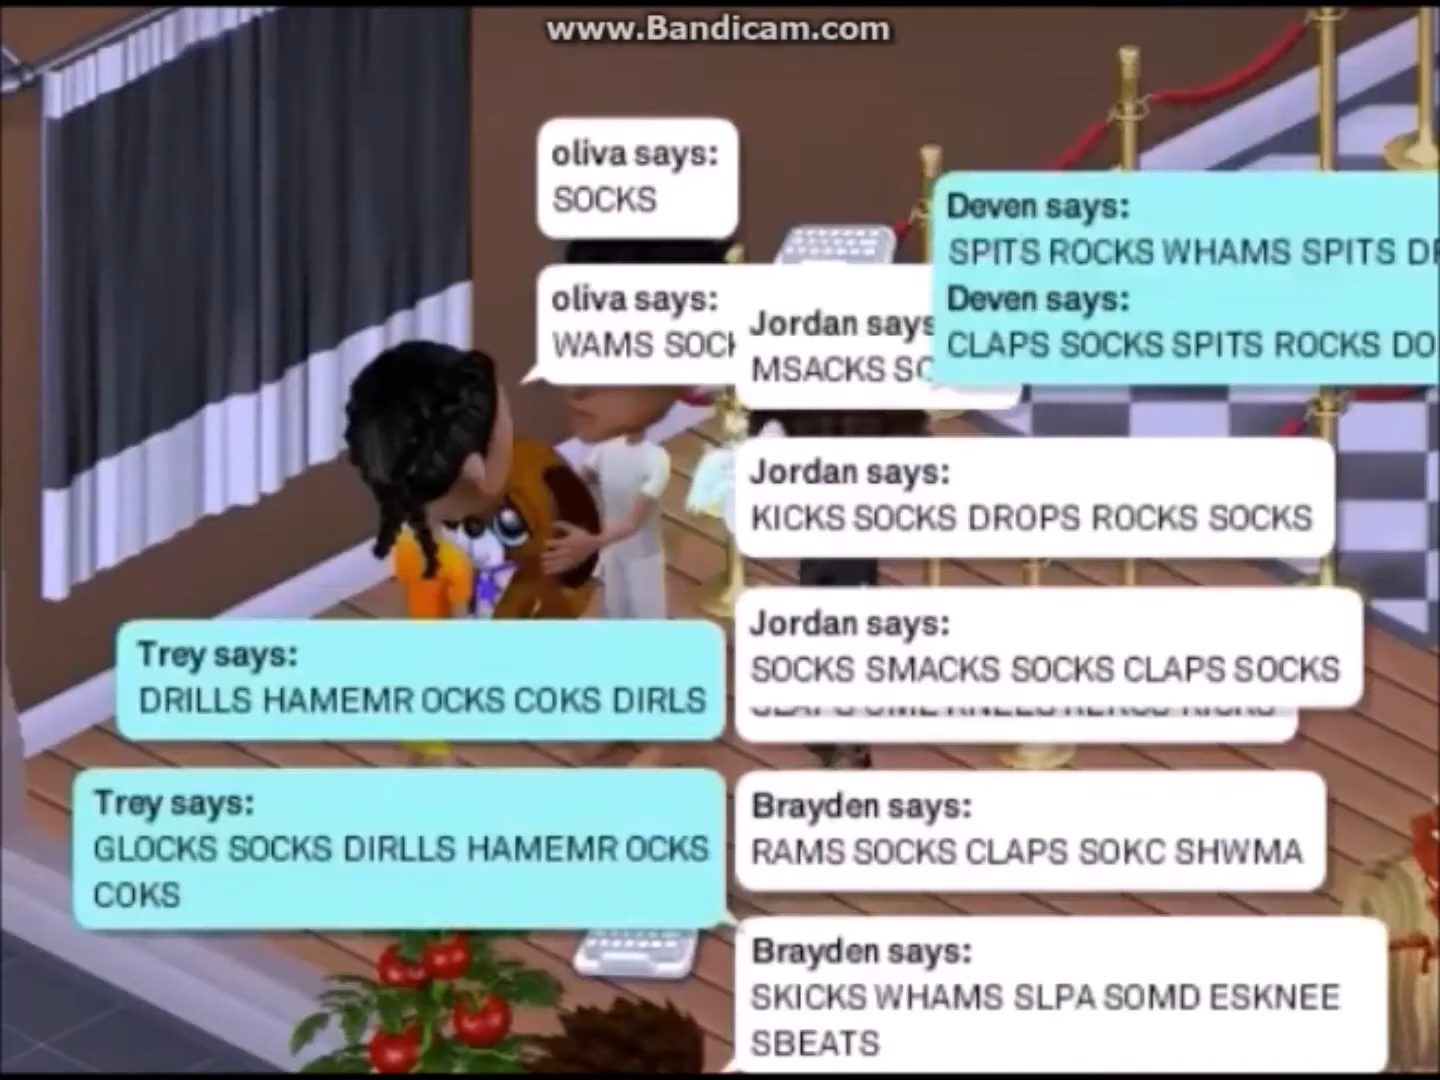 www.Bandicam.com
oliva says:
SOCKS
Deven says:
SPITS ROCKS WHAMS SPITS
Deven says:
CLAPS SOCKS SPITS ROCKS DO
oliva says:
WAMS
Jordan says
MSACKS
Jordan says:
KICKS SOCKS DROPS ROCKS SOCKS
Jordan says:
SOCKS SMACKS SOCKS CLAPS SOCKS
Trey says:
DRILLS HAMEMR OCKS COKS DIRLS
Trey says:
GLOCKS SOCKS DIRLLS HAMEMR OCKS
COKS
Brayden says:
RAMS SOCKS CLAPS SOKC SHWMA
Brayden says:
SKICKS WHAMS SLPA SOMD ESKNEE
SBEATS